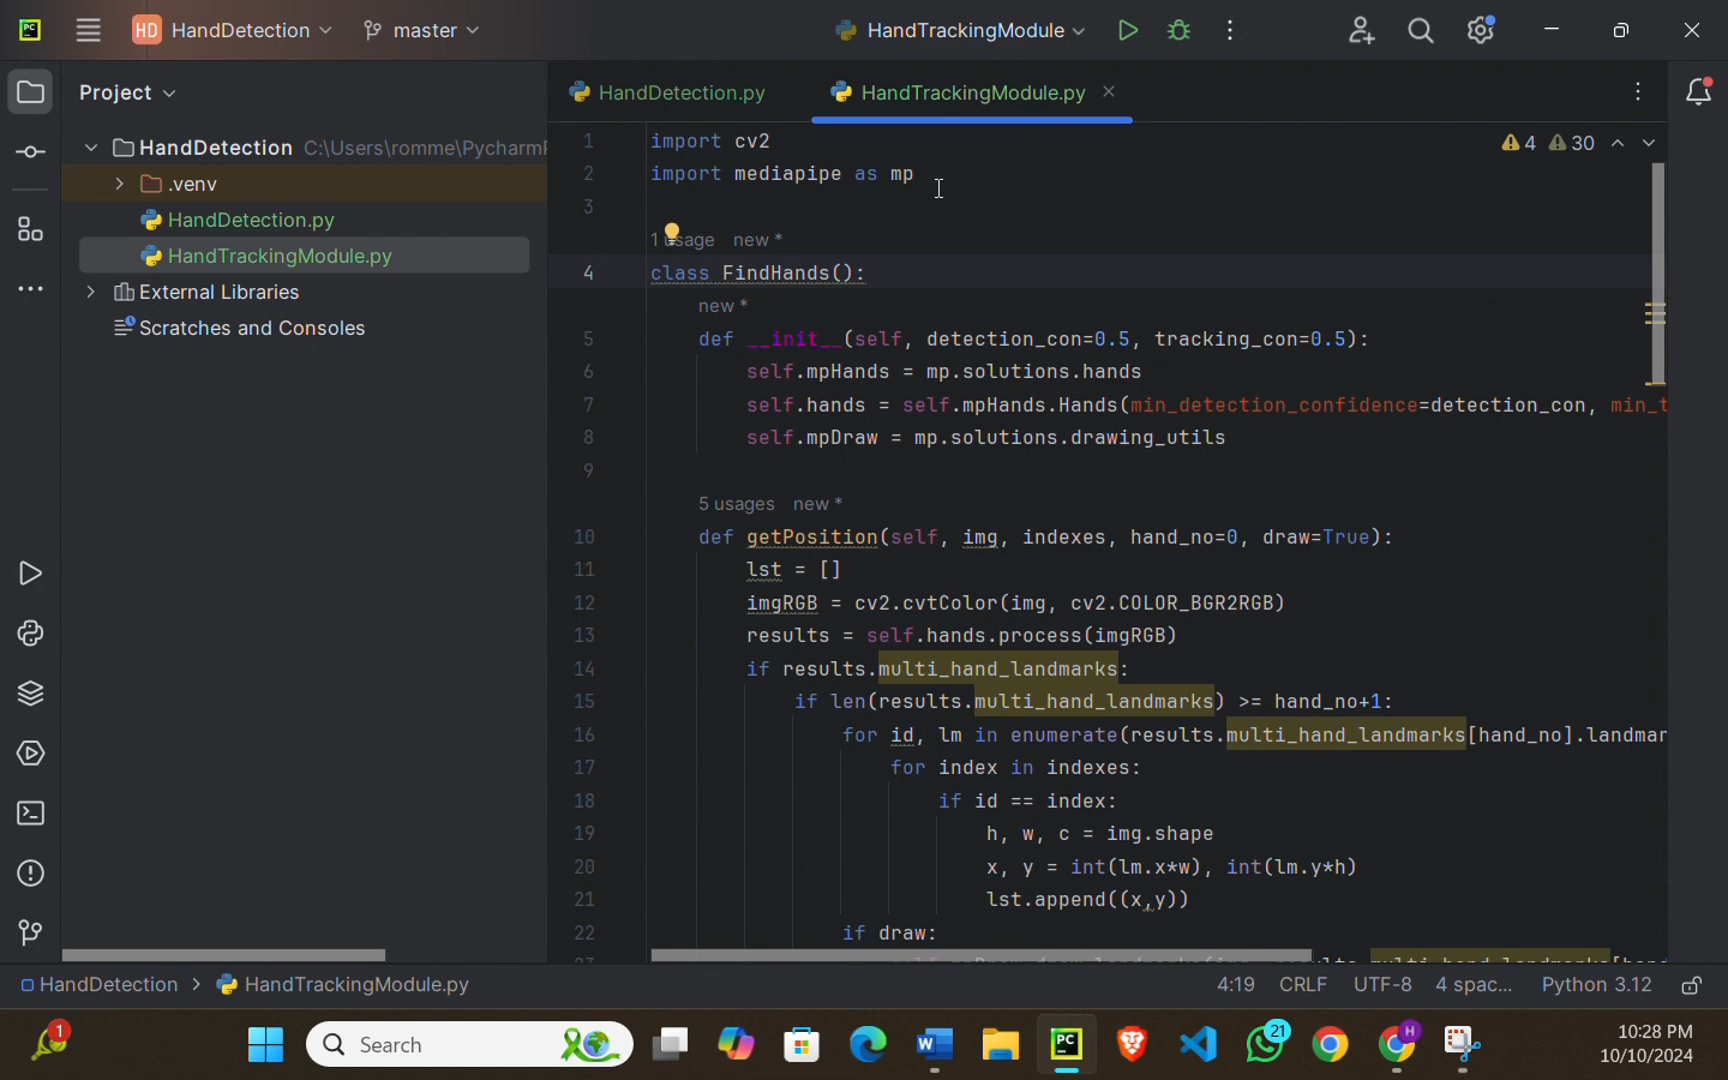 PC HD HandDetection master HandTrackingModule
Project HandDetection.py HandTrackingModule.py
HandDetection C:\Users\romme\Pycharm
.venv
HandDetection.py
HandTrackingModule.py
External Libraries
Scratches and Consoles
4 30
1 import cv2
2 import mediapipe as mp
3
1 usage new *
4 class FindHands():
new *
5 def __init__(self, detection_con=0.5, tracking_con=0.5):
6 self.mpHands = mp.solutions.hands
7 self.hands = self.mpHands.Hands(min_detection_confidence=detection_con, min_t
8 self.mpDraw = mp.solutions.drawing_utils
9
5 usages new *
10 def getPosition(self, img, indexes, hand_no=0, draw=True):
11 lst = []
12 imgRGB = cv2.cvtColor(img, cv2.COLOR_BGR2RGB)
13 results = self.hands.process(imgRGB)
14 if results.multi_hand_landmarks:
15 if len(results.multi_hand_landmarks) >= hand_no+1:
16 for id, lm in enumerate(results.multi_hand_landmarks[hand_no].landmar
17 for index in indexes:
18 if id == index:
19 h, w, c = img.shape
20 x, y = int(lm.x*w), int(lm.y*h)
21 lst.append((x,y))
22 if draw:
HandDetection > HandTrackingModule.py 4:19 CRLF UTF-8 4 spac... Python 3.12
1 Search W PC 21 H 10:28 PM
10/10/2024